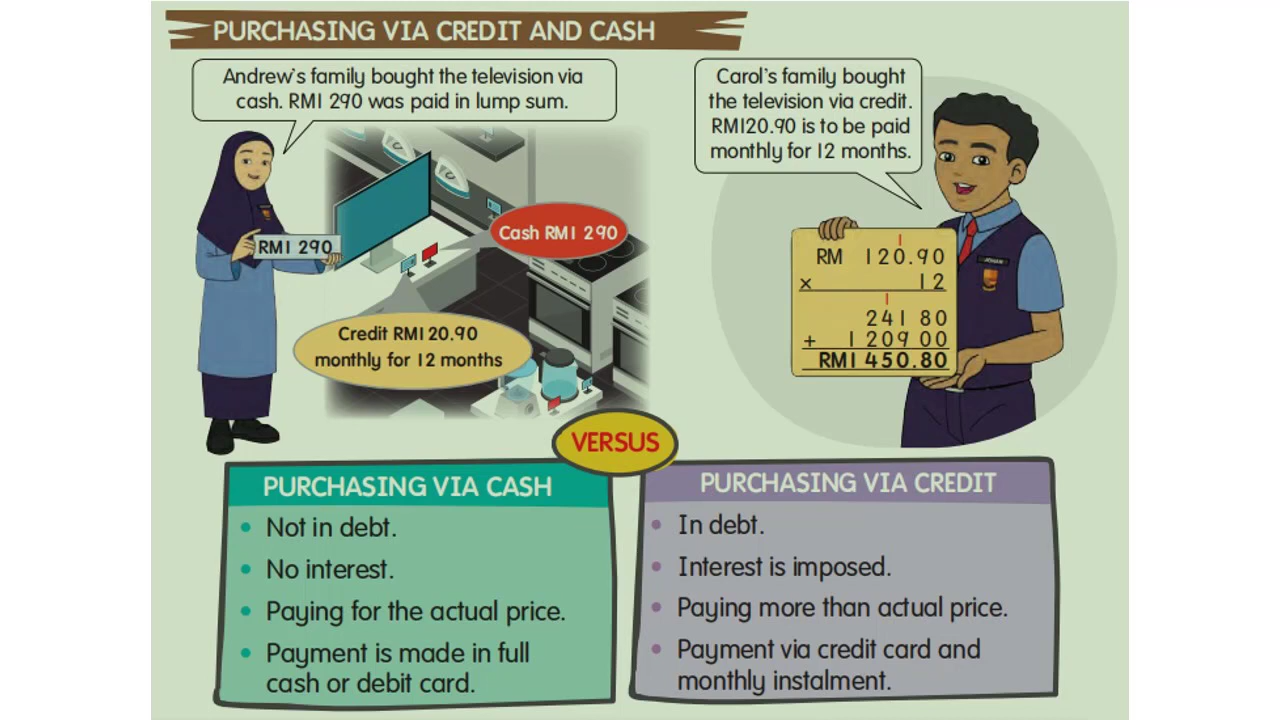 PURCHASING VIA CREDIT AND CASH
Andrew's family bought the television via
cash. RM1 290 was paid in lump sum.
Carol's family bought
the television via credit.
RM120.90 is to be paid
monthly for 12 months.
RM1 290
Cash RM1 290
Credit RM120.90
monthly for 12 months
1
RM 120.90
× 12
1
241 80
+ 1 209 00
RM1 450.80
VERSUS
PURCHASING VIA CASH
• Not in debt.
• No interest.
• Paying for the actual price.
• Payment is made in full
cash or debit card.
PURCHASING VIA CREDIT
• In debt.
• Interest is imposed.
• Paying more than actual price.
• Payment via credit card and
monthly instalment.